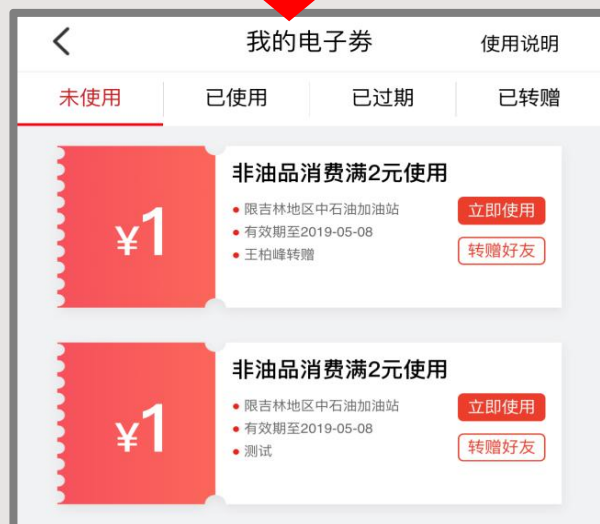 我的电子劵
使用说明
未使用
已使用
已过期
已转赠
¥1
非油品消费满2元使用
限吉林地区中石油加油站
有效期至2019-05-08
王柏峰转赠
立即使用
转赠好友
¥1
非油品消费满2元使用
限吉林地区中石油加油站
有效期至2019-05-08
测试
立即使用
转赠好友